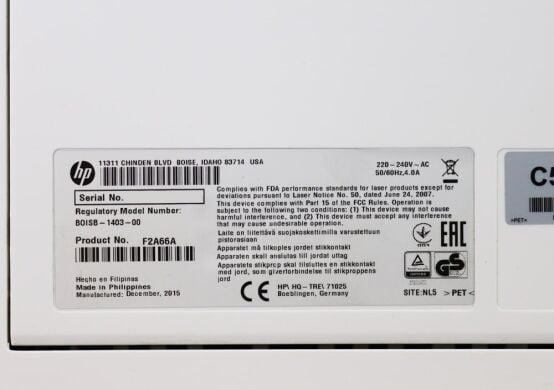 hp
11311 CHINDEN BLVD BOISE, IDAHO 83714 USA
Serial No.
Regulatory Model Number:
BOISB-1403-00
Product No. F2A66A
Hecho en Filipinas
Made in Philippines
Manufactured: December, 2015
220-240V~AC
50/60Hz, 4.0A
Complies with FDA performance standards for laser products except for
deviations pursuant to Laser Notice No. 50, dated June 24, 2007.
This device complies with Part 15 of the FCC Rules. Operation is
subject to the following two conditions: (1) This device may not cause
harmful interference, and (2) This device must accept any interference
that may cause undesirable operation.
Laite on liitettävä suojakoskettimilla varustettuun
pistorasiaan
Apparatet må tilkoples jordet stikkontakt
Apparaten skall anslutas till jordat uttag
Apparatets stikprop skal tilsluttes en stikkontakt
med jord, som giver forbindelse til stikproppens
jord
CE
HP\ HQ-TRE\ 71025
Boeblingen, Germany
EAC
GS
SITE:NL5 >PET<
C5
>PET<